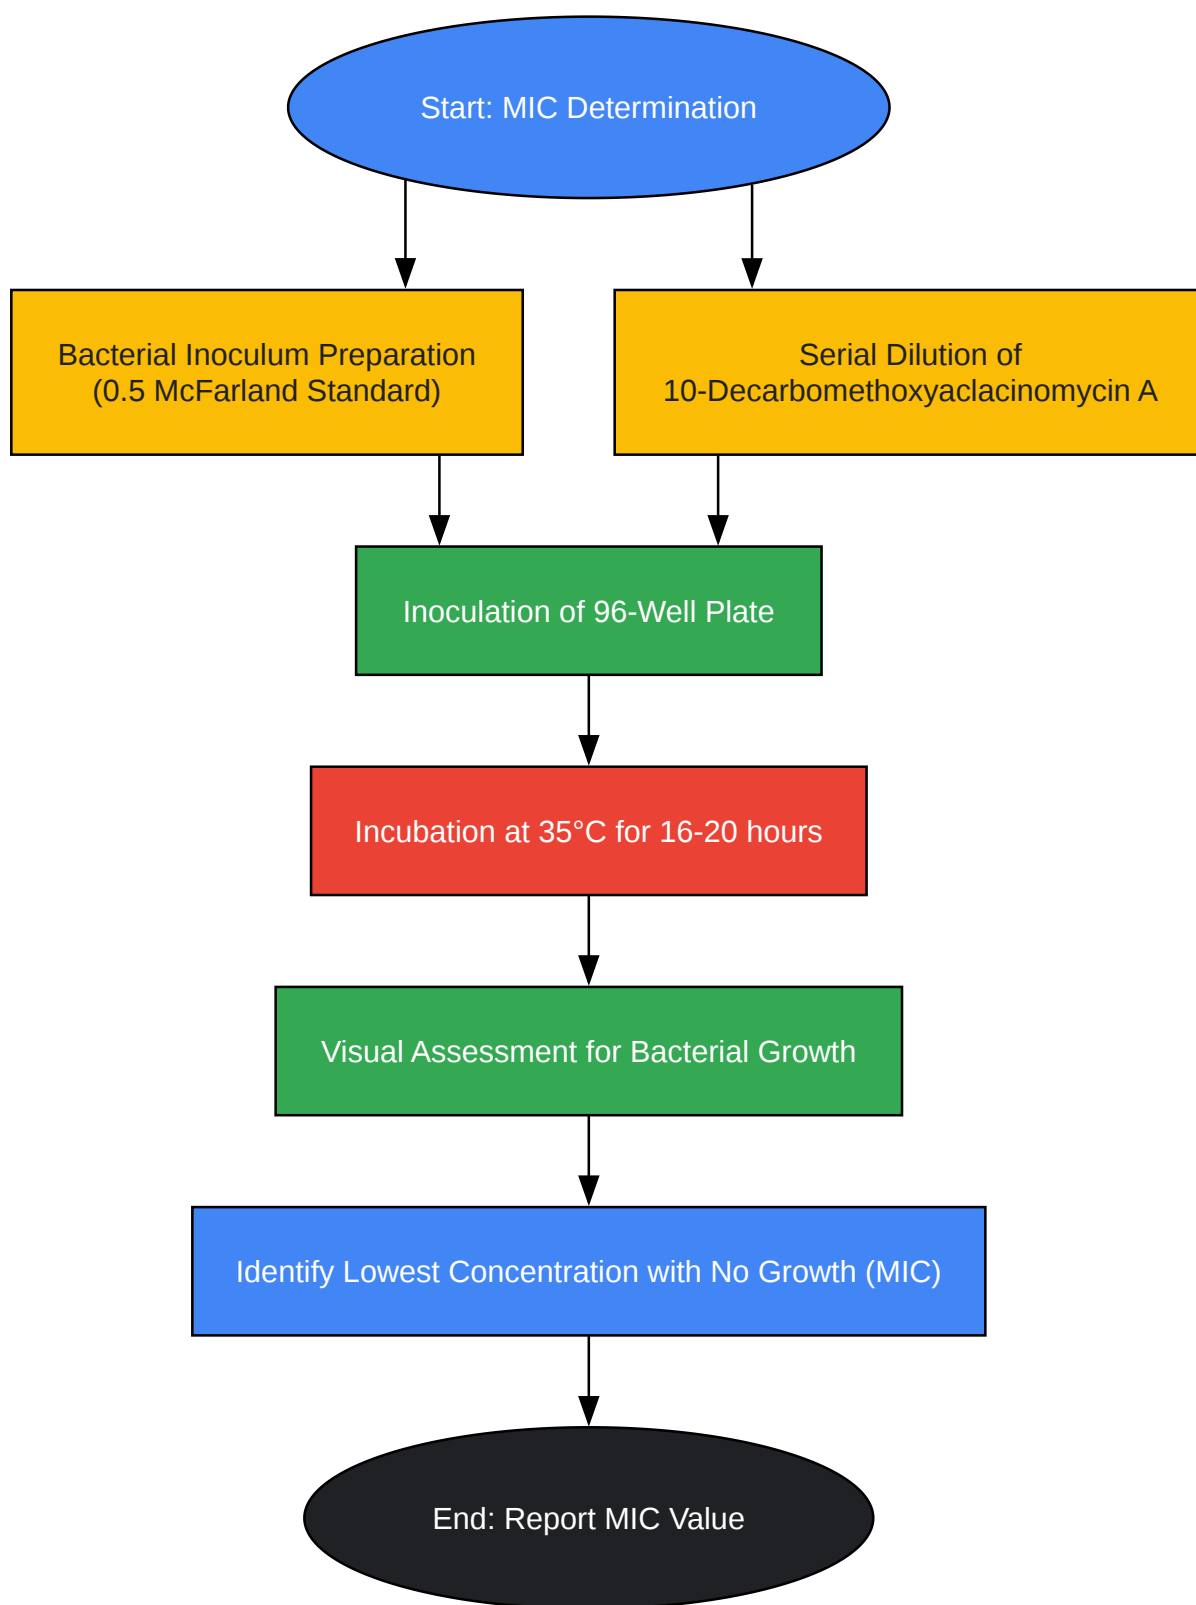 Start: MIC Determination
Bacterial Inoculum Preparation
(0.5 McFarland Standard)
Serial Dilution of
10-Decarbomethoxyaclacinomycin A
Inoculation of 96-Well Plate
Incubation at 35°C for 16-20 hours
Visual Assessment for Bacterial Growth
Identify Lowest Concentration with No Growth (MIC)
End: Report MIC Value